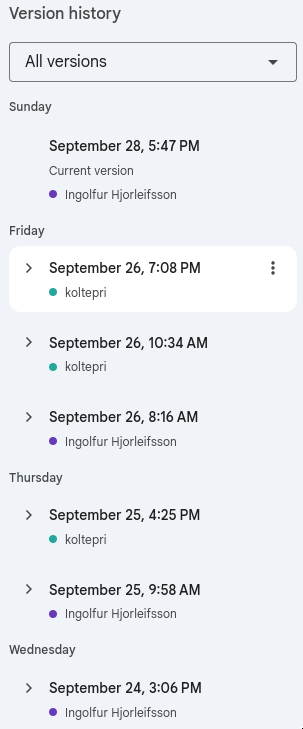 Version history
All versions
Sunday
September 28, 5:47 PM
Current version
Ingolfur Hjorleifsson
Friday
September 26, 7:08 PM
koltepri
September 26, 10:34 AM
koltepri
September 26, 8:16 AM
Ingolfur Hjorleifsson
Thursday
September 25, 4:25 PM
koltepri
September 25, 9:58 AM
Ingolfur Hjorleifsson
Wednesday
September 24, 3:06 PM
Ingolfur Hjorleifsson